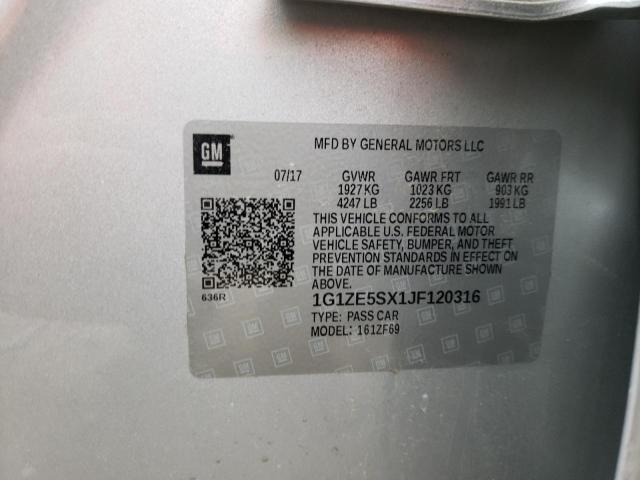 GM
MFD BY GENERAL MOTORS LLC
07/17 GVWR GAWR FRT GAWR RR
1927 KG 1023 KG 903 KG
4247 LB 2256 LB 1991 LB
THIS VEHICLE CONFORMS TO ALL
APPLICABLE U.S. FEDERAL MOTOR
VEHICLE SAFETY, BUMPER, AND THEFT
PREVENTION STANDARDS IN EFFECT ON
THE DATE OF MANUFACTURE SHOWN
ABOVE.
636R
1G1ZE5SX1JF120316
TYPE: PASS CAR
MODEL: 161ZF69